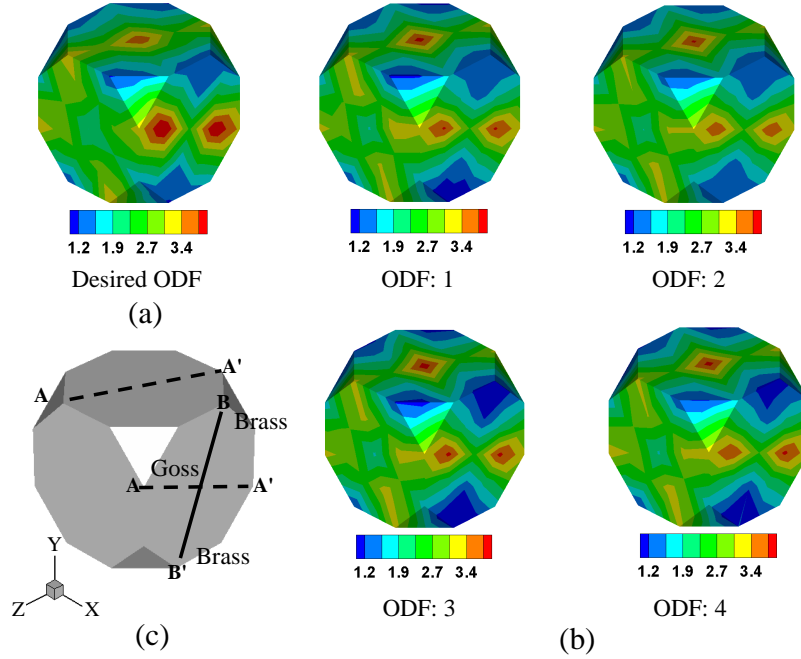 1.2 1.9 2.7 3.4
Desired ODF
(a)
1.2 1.9 2.7 3.4
ODF: 1
1.2 1.9 2.7 3.4
ODF: 2
A A'
B
Brass
Goss
A A'
Brass
B'
Y
Z X
(c)
1.2 1.9 2.7 3.4
ODF: 3
1.2 1.9 2.7 3.4
ODF: 4
(b)